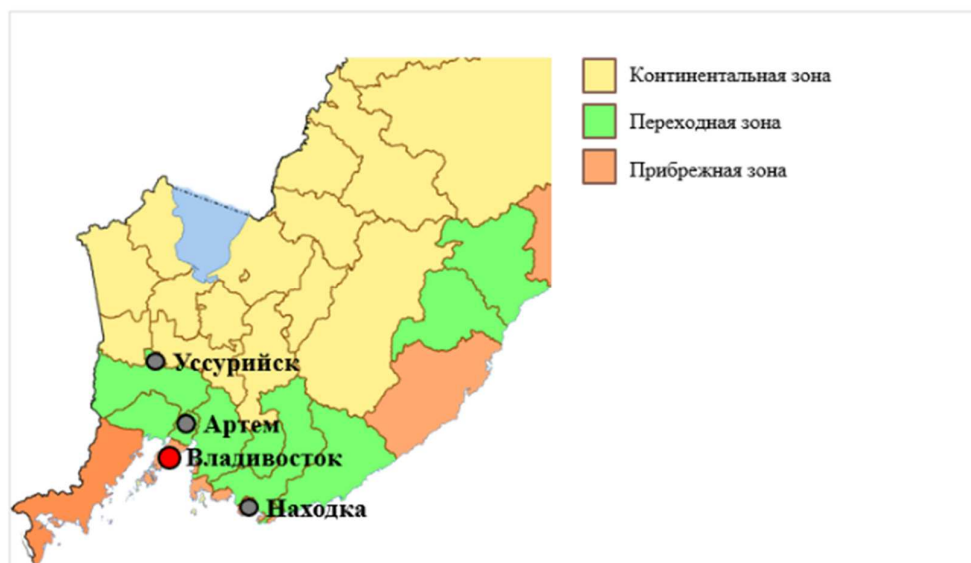 Континентальная зона
Переходная зона
Прибрежная зона
Уссурийск
Артем
Владивосток
Находка